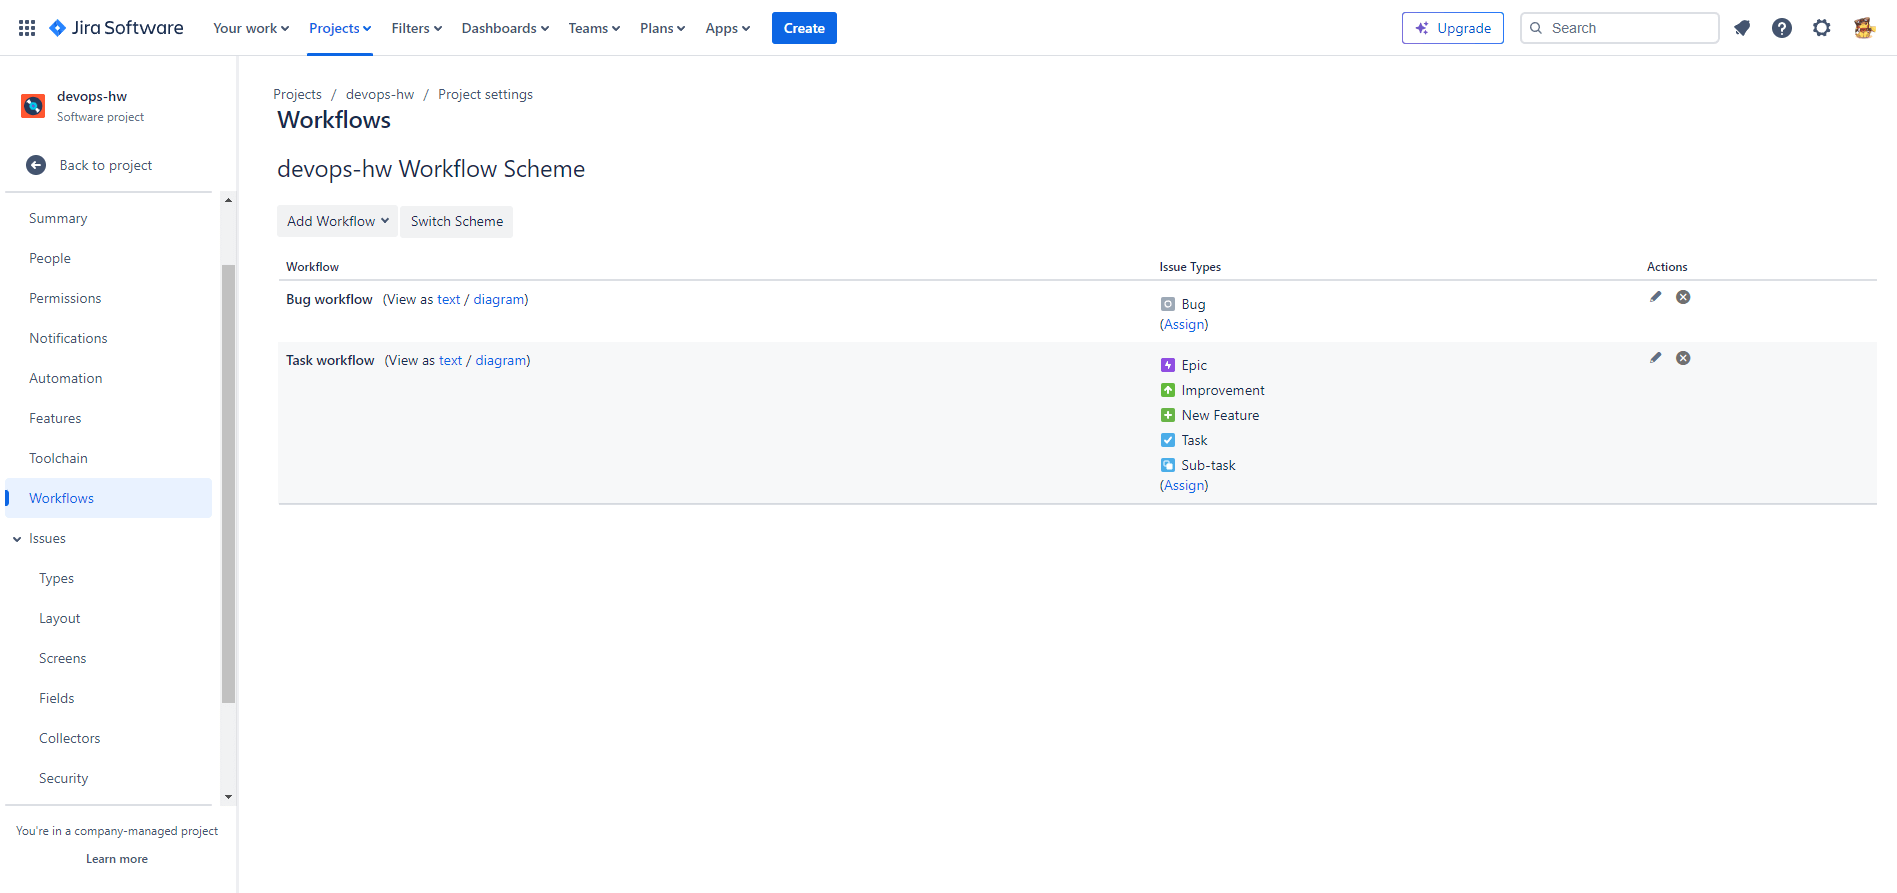 Jira Software Your work Projects Filters Dashboards Teams Plans Apps Create Upgrade Search
devops-hw
Software project
Back to project
Summary
People
Permissions
Notifications
Automation
Features
Toolchain
Workflows
Issues
Types
Layout
Screens
Fields
Collectors
Security
You're in a company-managed project
Learn more
Projects / devops-hw / Project settings
Workflows
devops-hw Workflow Scheme
Add Workflow Switch Scheme
Workflow Issue Types Actions
Bug workflow (View as text / diagram)
Bug
(Assign)
Task workflow (View as text / diagram)
Epic
Improvement
New Feature
Task
Sub-task
(Assign)